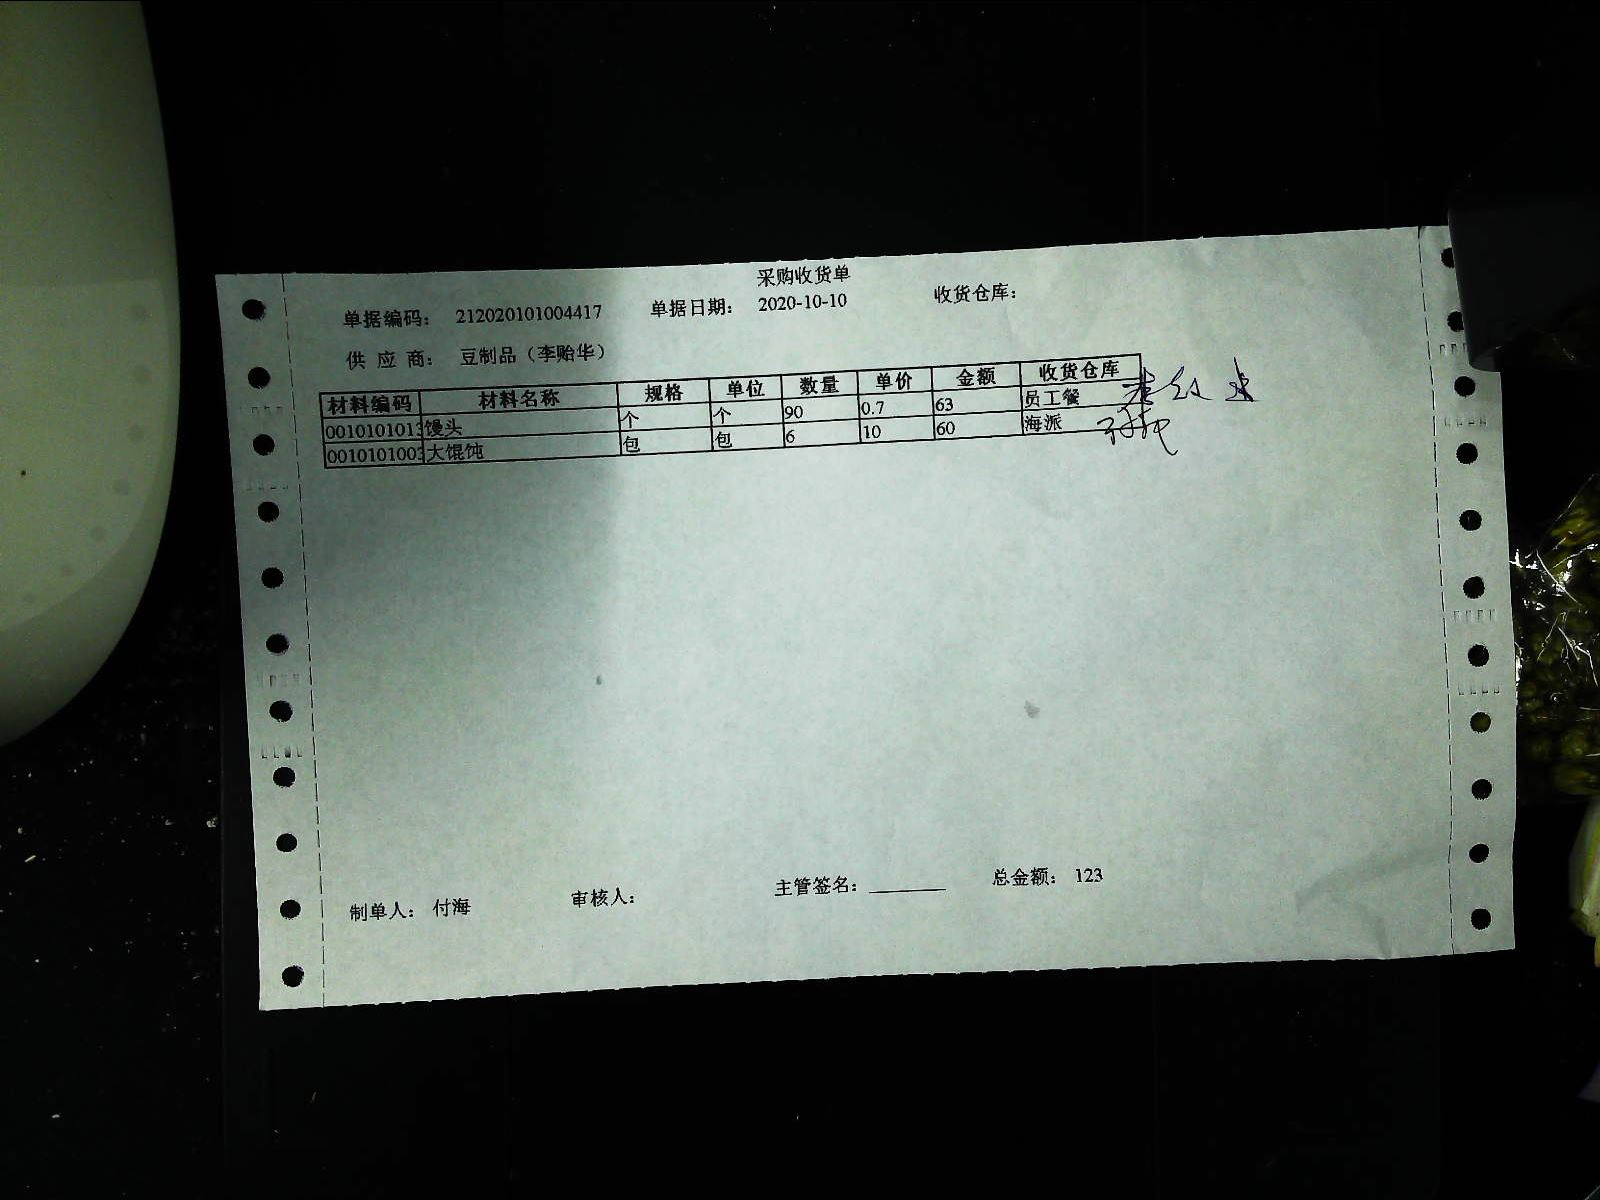 采购收货单
单据编码： 212020101004417 单据日期： 2020-10-10 收货仓库：
供 应 商： 豆制品（李贻华）
材料编码 材料名称 规格 单位 数量 单价 金额 收货仓库
001010101 馒头 个 个 90 0.7 63 员工餐
001010100 大馄饨 包 包 6 10 60 海派
制单人： 付海 审核人： 主管签名： 总金额： 123